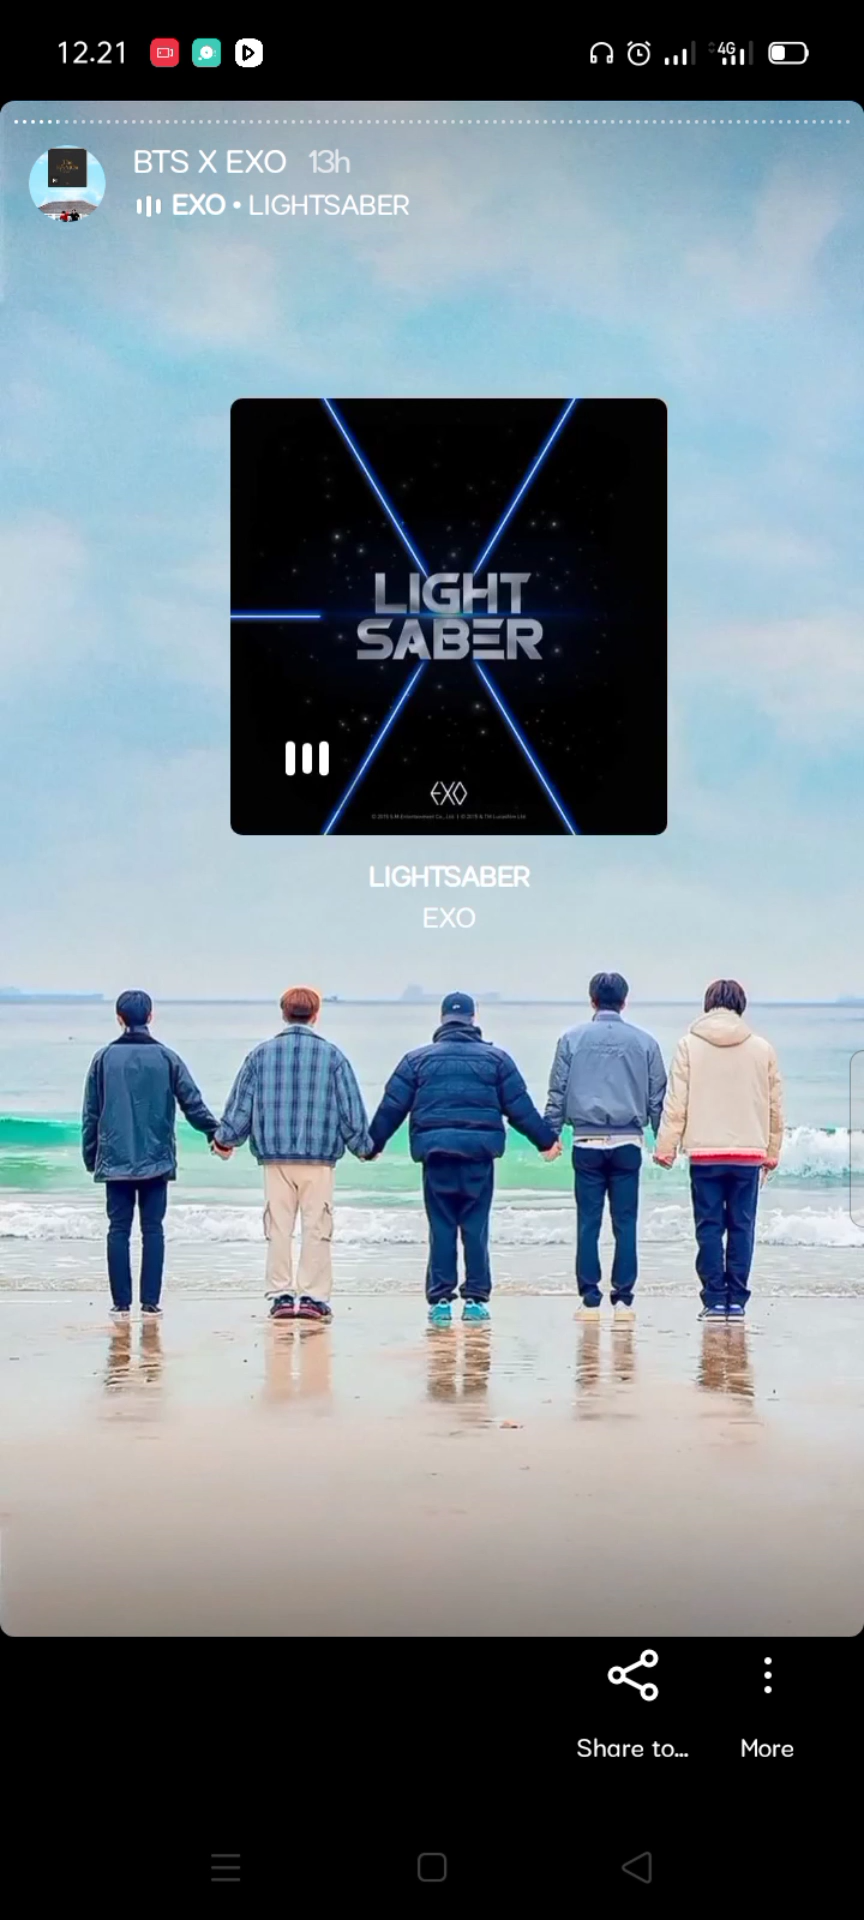 12.21
4G
BTS X EXO 13h
EXO • LIGHTSABER
LIGHT
SABER
EXO
LIGHTSABER
EXO
Share to...
More